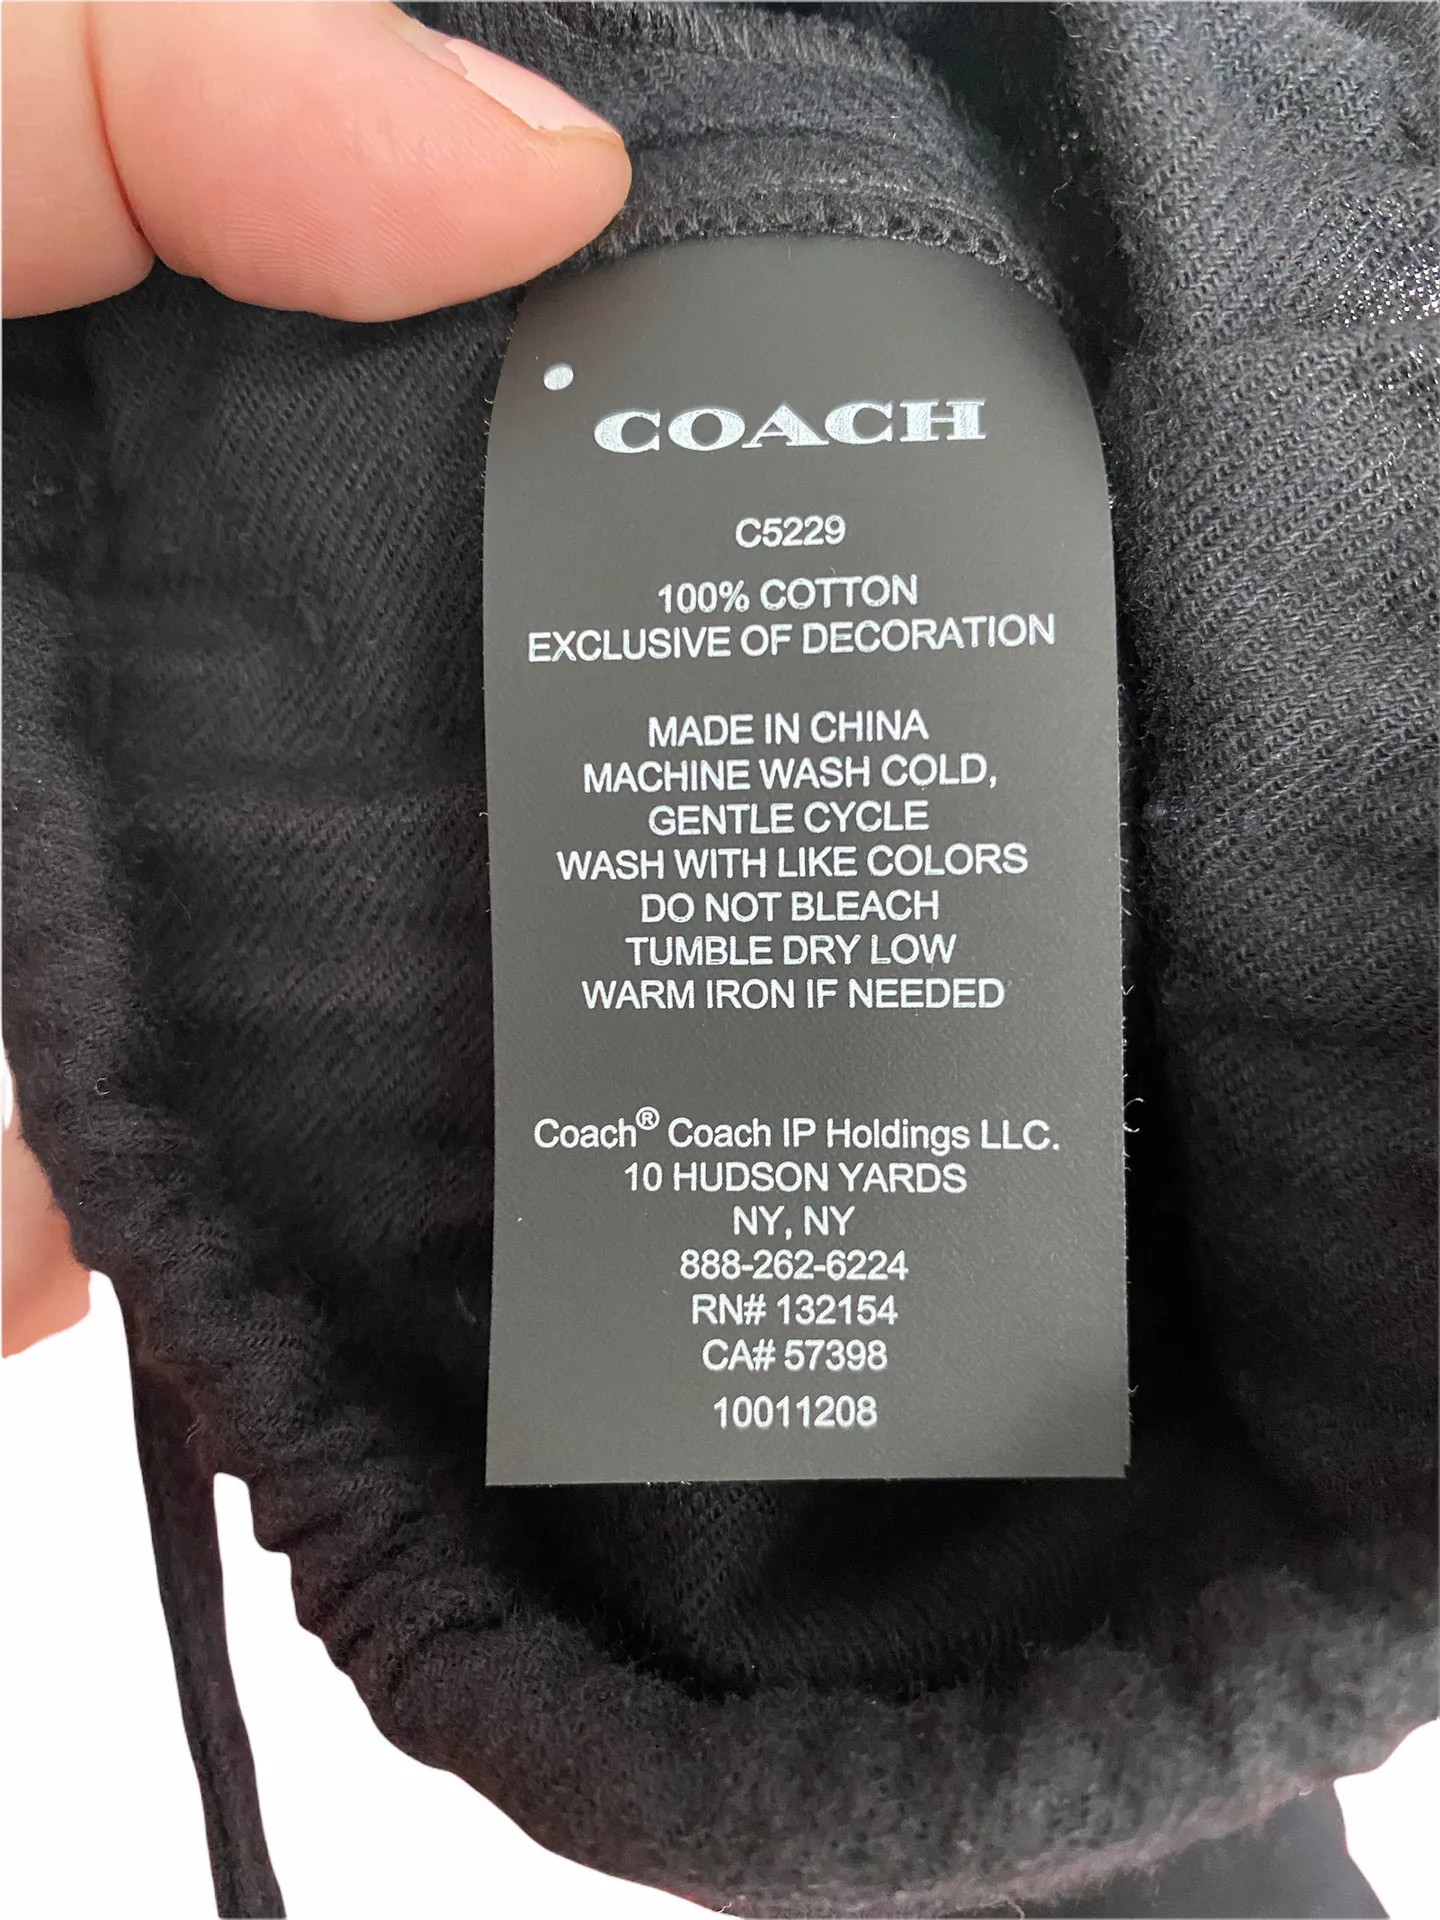 COACH
C5229
100% COTTON
EXCLUSIVE OF DECORATION
MADE IN CHINA
MACHINE WASH COLD,
GENTLE CYCLE
WASH WITH LIKE COLORS
DO NOT BLEACH
TUMBLE DRY LOW
WARM IRON IF NEEDED
Coach® Coach IP Holdings LLC.
10 HUDSON YARDS
NY, NY
888-262-6224
RN# 132154
CA# 57398
10011208